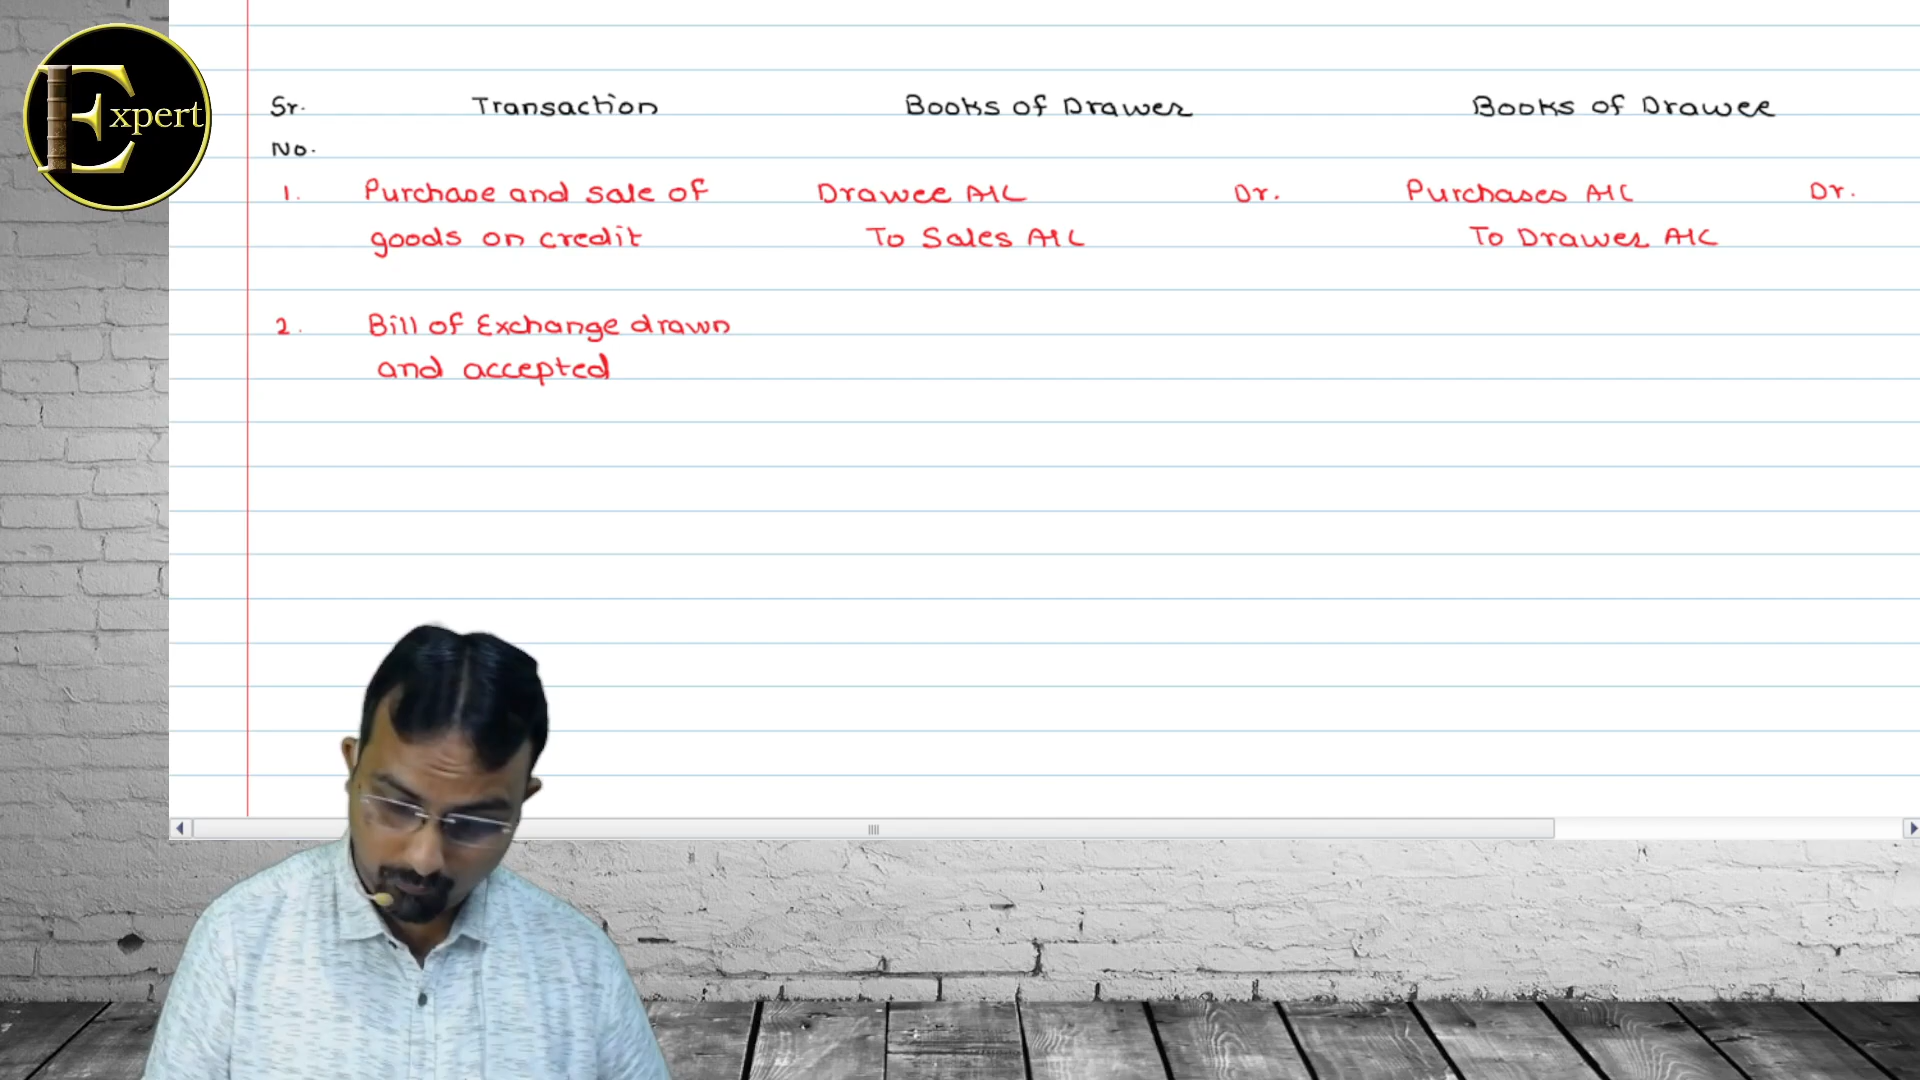 Expert
Sr. Transaction Books of Drawer Books of Drawee
No.
1. Purchase and sale of Drawee A/C Dr. Purchases A/C Dr.
goods on credit To Sales A/C To Drawer A/C
2. Bill of Exchange drawn
and accepted